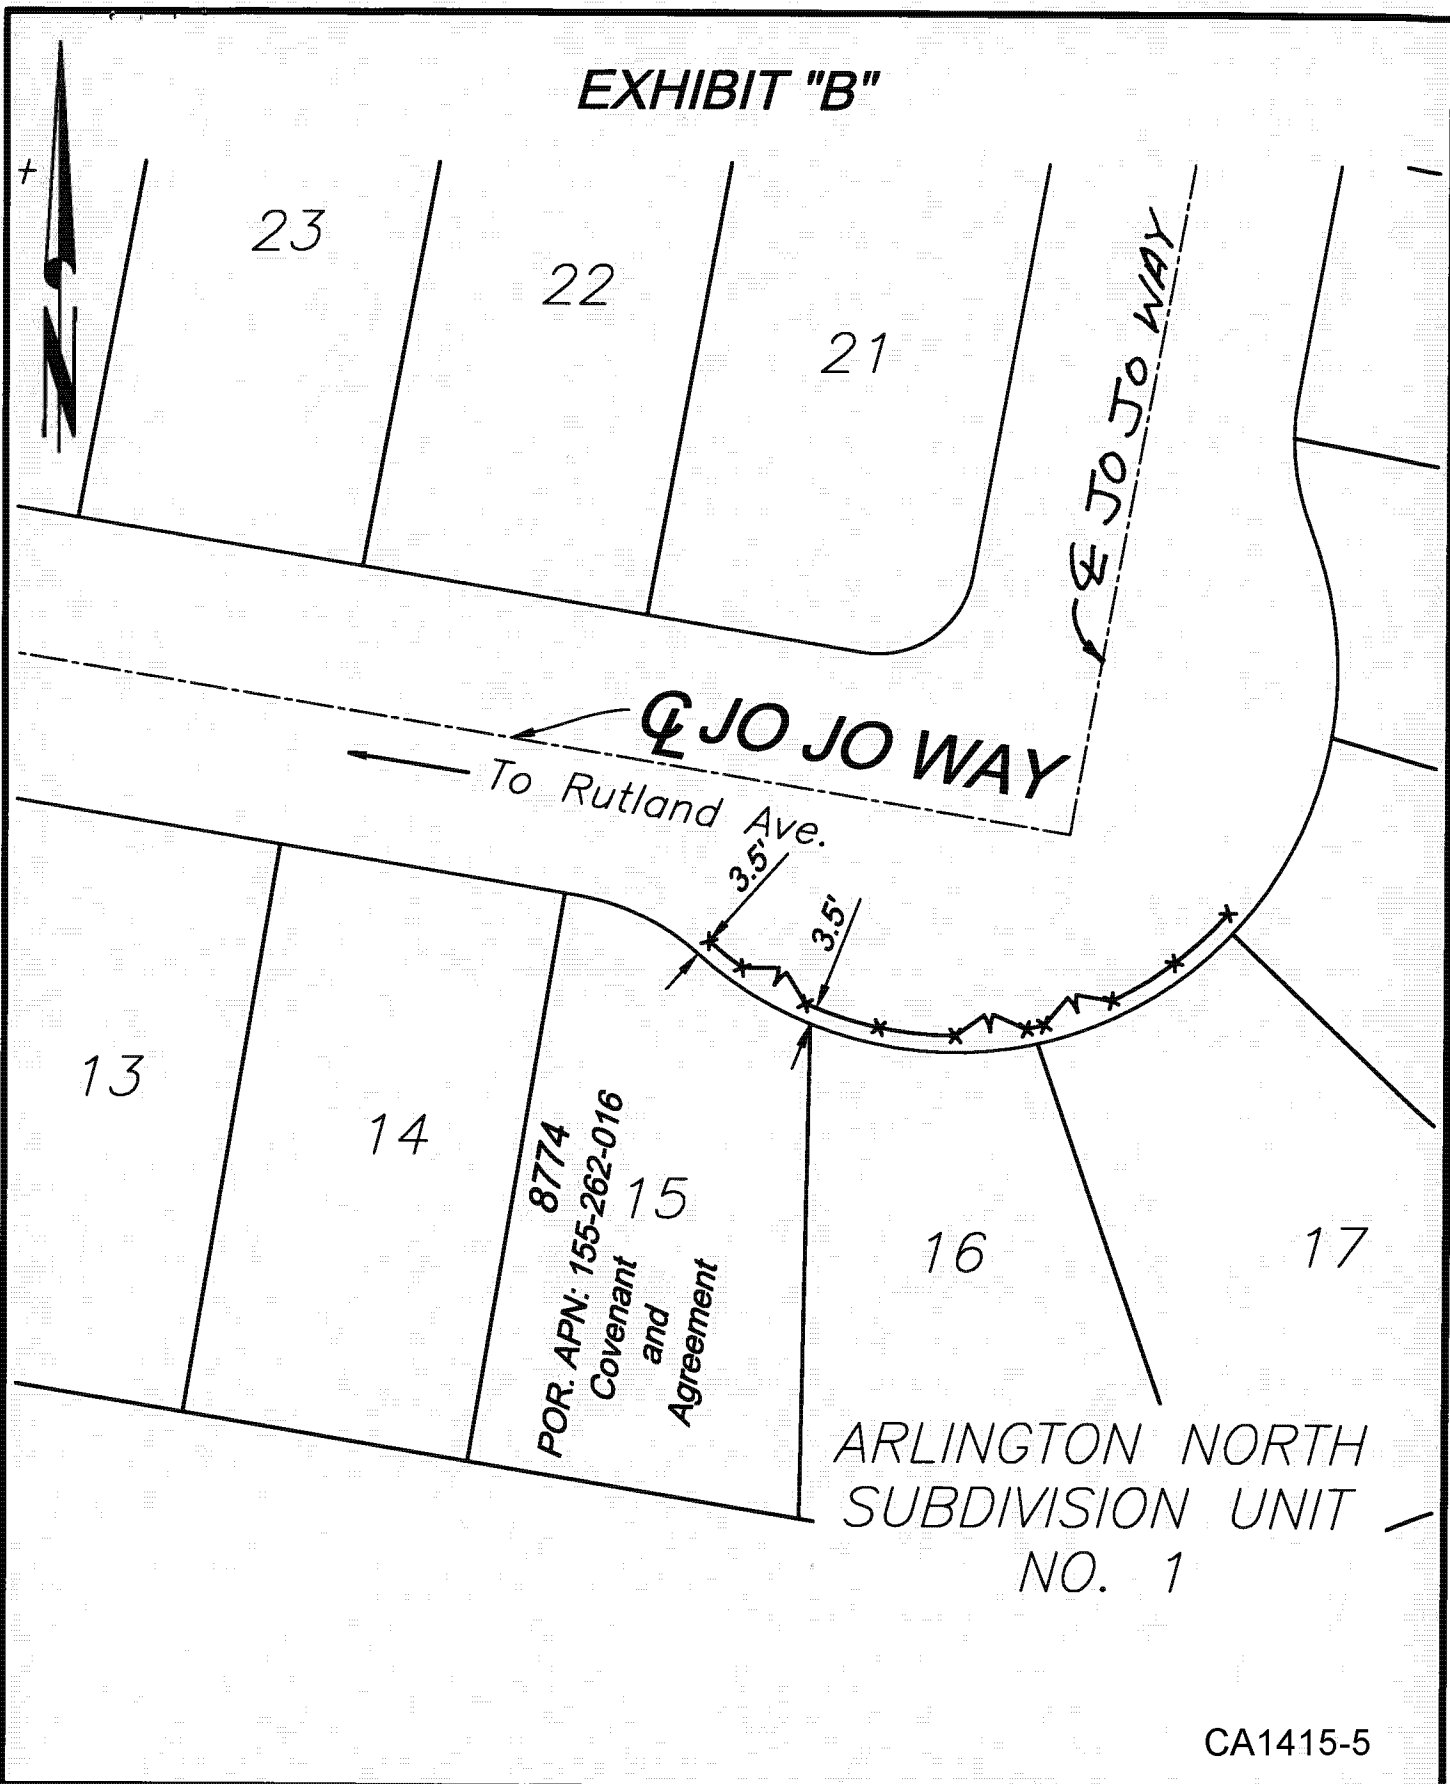 EXHIBIT "B"
N
23
22
21
℄ JO JO WAY
℄ JO JO WAY
To Rutland Ave.
3.5'
3.5'
13
14
8774
POR. APN: 155-262-016
Covenant
and
Agreement
15
16
17
ARLINGTON NORTH
SUBDIVISION UNIT
NO. 1
CA1415-5